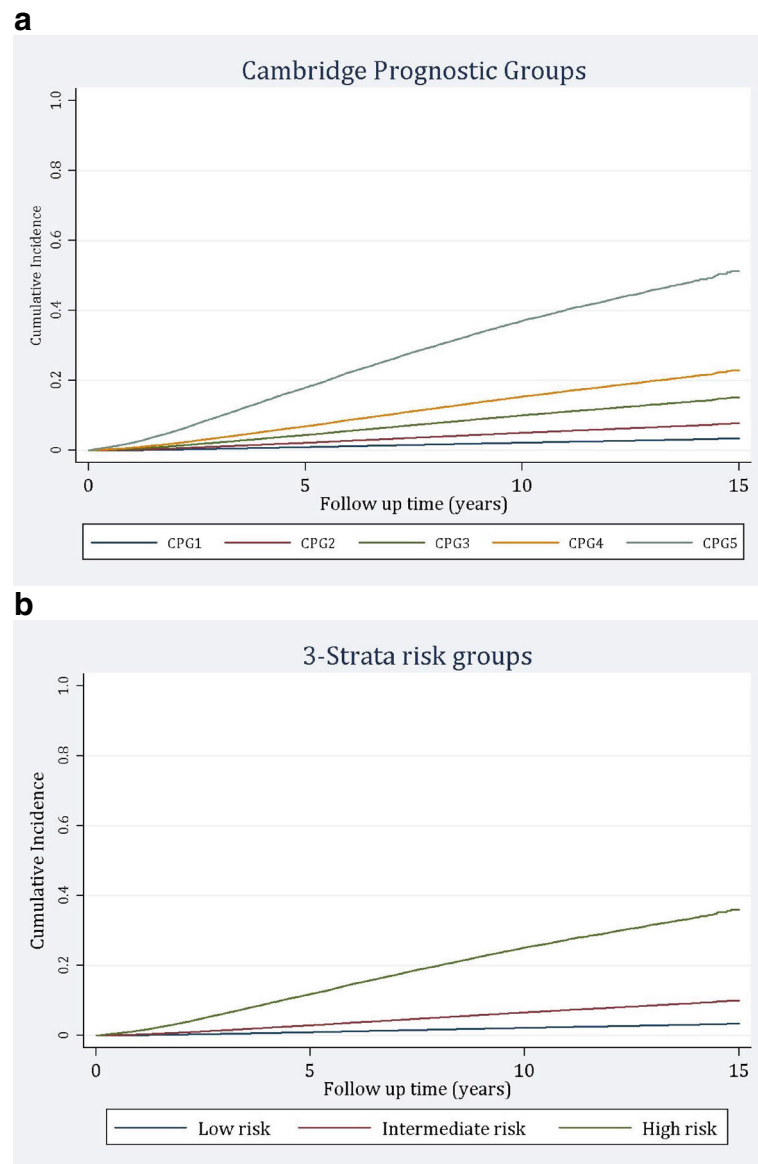 a
Cambridge Prognostic Groups
1.0
0.8
0.6
0.4
0.2
0
Cumulative Incidence
0 5 10 15
Follow up time (years)
CPG1 CPG2 CPG3 CPG4 CPG5
b
3-Strata risk groups
1.0
0.8
0.6
0.4
0.2
0
Cumulative Incidence
0 5 10 15
Follow up time (years)
Low risk Intermediate risk High risk